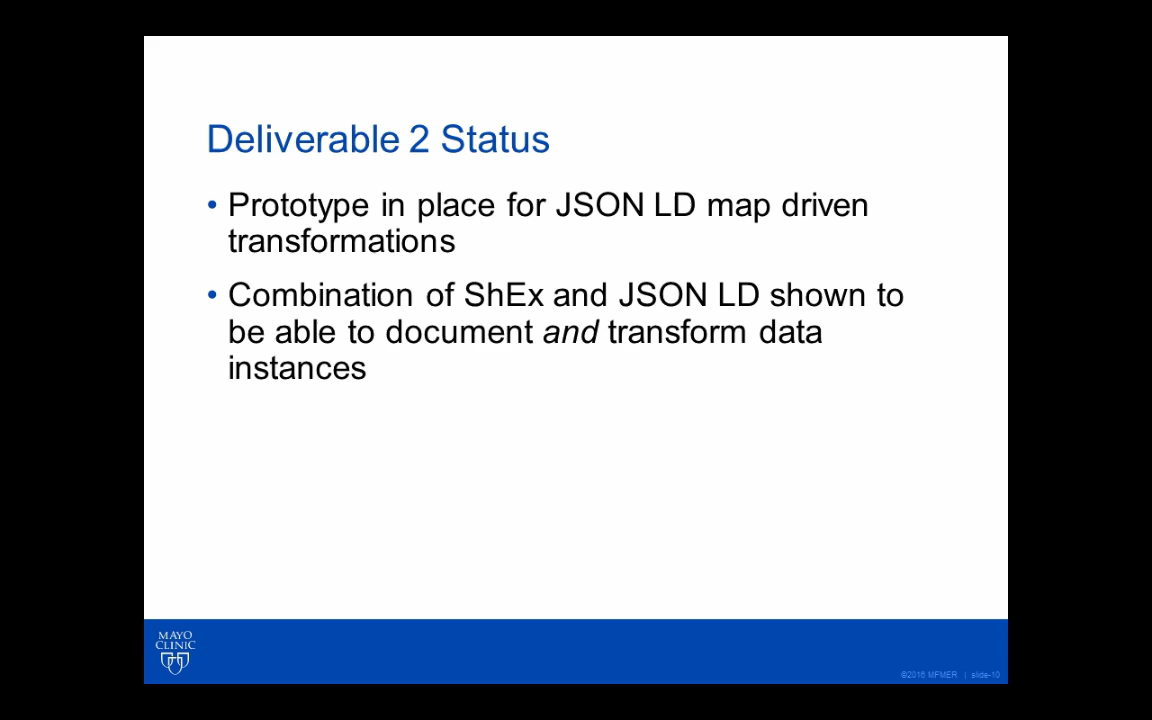 Deliverable 2 Status
• Prototype in place for JSON LD map driven
transformations
• Combination of ShEx and JSON LD shown to
be able to document and transform data
instances
MAYO
CLINIC
©2016 MFMER | slide-10